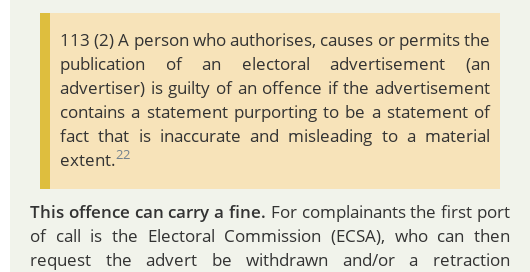 113 (2) A person who authorises, causes or permits the
publication of an electoral advertisement (an
advertiser) is guilty of an offence if the advertisement
contains a statement purporting to be a statement of
fact that is inaccurate and misleading to a material
extent.22
This offence can carry a fine. For complainants the first port
of call is the Electoral Commission (ECSA), who can then
request the advert be withdrawn and/or a retraction